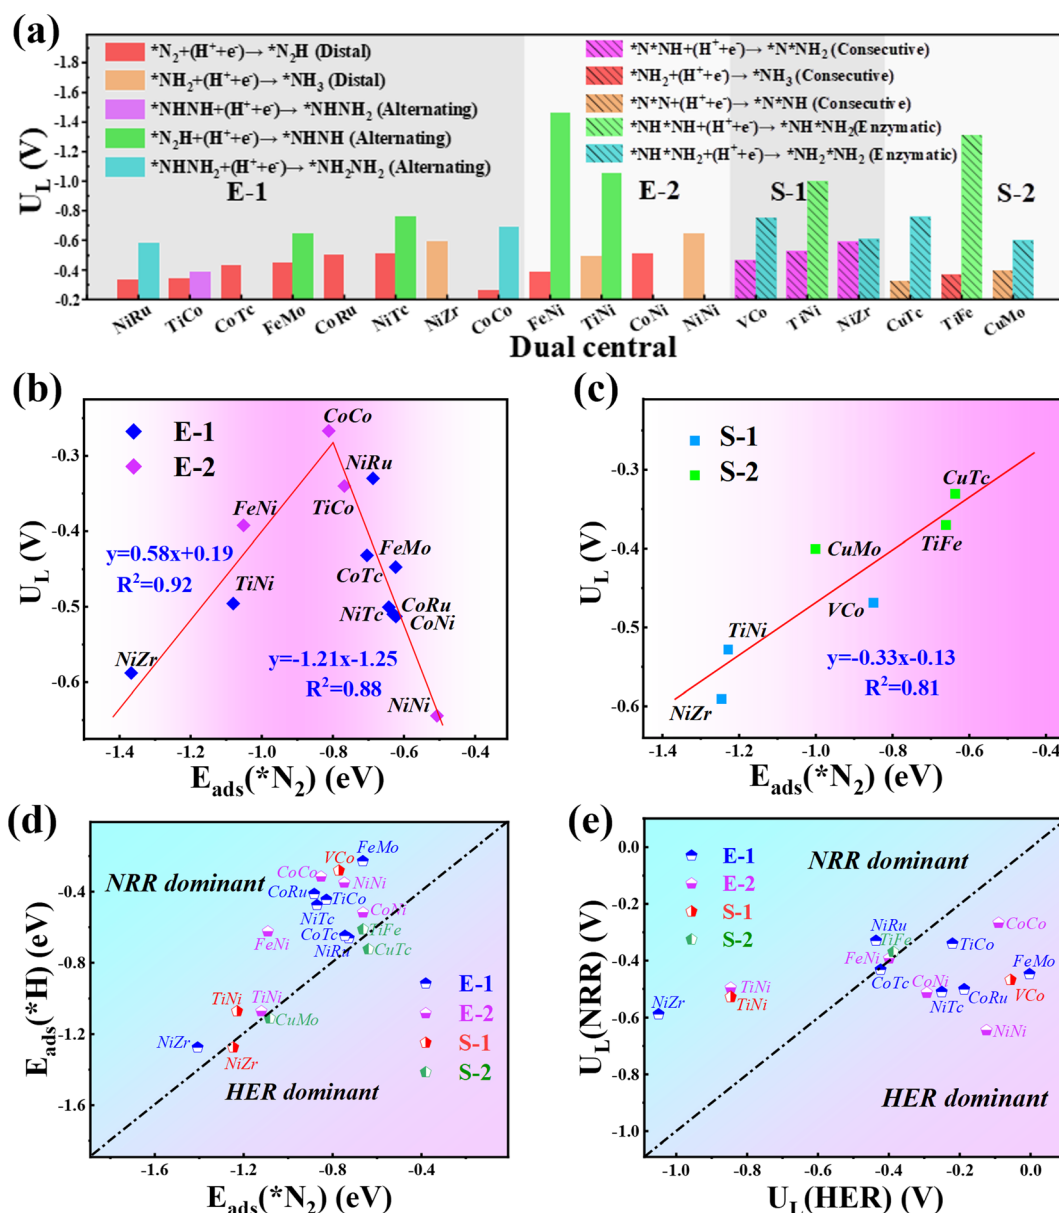 (a)
U_L (V)
-1.8
-1.6
-1.4
-1.2
-1.0
-0.8
-0.6
-0.4
-0.2
*N₂+(H⁺+e⁻)→ *N₂H (Distal)
*NH₂+(H⁺+e⁻)→ *NH₃ (Distal)
*NHNH+(H⁺+e⁻)→ *NHNH₂ (Alternating)
*N₂H+(H⁺+e⁻)→ *NHNH (Alternating)
*NHNH₂+(H⁺+e⁻)→ *NH₂NH₂ (Alternating)
*N*NH+(H⁺+e⁻)→ *N*NH₂ (Consecutive)
*NH₂+(H⁺+e⁻)→ *NH₃ (Consecutive)
*N*N+(H⁺+e⁻)→ *N*NH (Consecutive)
*NH*NH+(H⁺+e⁻)→ *NH*NH₂(Enzymatic)
*NH*NH₂+(H⁺+e⁻)→ *NH₂*NH₂ (Enzymatic)
E-1 E-2 S-1 S-2
NiRu TiCo CoTc FeMo CoRu NiTc NiZr CoCo FeNi TiNi CoNi NiNi VCo TiNi NiZr CuTc TiFe CuMo
Dual central
(b)
U_L (V)
-0.3
-0.4
-0.5
-0.6
E-1
E-2
CoCo
NiRu
TiCo
FeNi
FeMo
CoTc
TiNi
NiTc
CoRu
CoNi
NiZr
NiNi
y=0.58x+0.19
R²=0.92
y=-1.21x-1.25
R²=0.88
-1.4 -1.2 -1.0 -0.8 -0.6 -0.4
E_ads(*N₂) (eV)
(c)
U_L (V)
-0.3
-0.4
-0.5
-0.6
S-1
S-2
CuTc
TiFe
CuMo
VCo
TiNi
NiZr
y=-0.33x-0.13
R²=0.81
-1.4 -1.2 -1.0 -0.8 -0.6 -0.4
E_ads(*N₂) (eV)
(d)
E_ads(*H) (eV)
-0.4
-0.8
-1.2
-1.6
NRR dominant
HER dominant
FeMo
VCo
CoCo
NiNi
CoRu
TiCo
NiTc
CoNi
FeNi
CoTc
TiFe
NiRu
CuTc
TiNi
TiNi
CuMo
NiZr
NiZr
E-1
E-2
S-1
S-2
-1.6 -1.2 -0.8 -0.4
E_ads(*N₂) (eV)
(e)
U_L(NRR) (V)
0.0
-0.2
-0.4
-0.6
-0.8
-1.0
E-1
E-2
S-1
S-2
NRR dominant
HER dominant
NiRu
CoCo
TiFe
TiCo
FeNi
CoTc
FeMo
CoNi
VCo
TiNi
TiNi
NiTc
CoRu
NiZr
NiNi
-1.0 -0.8 -0.6 -0.4 -0.2 0.0
U_L(HER) (V)